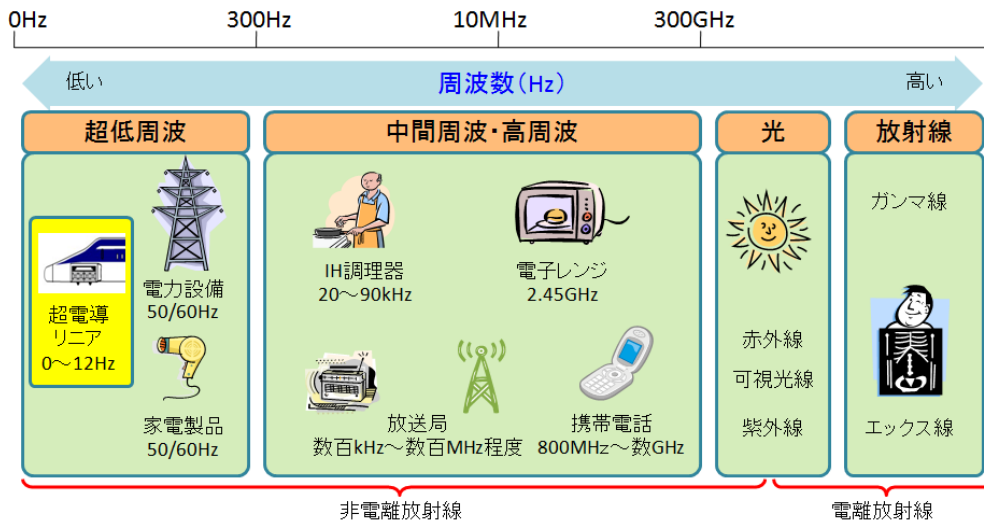 0Hz
300Hz
10MHz
300GHz
低い
周波数(Hz)
高い
超低周波
中間周波・高周波
光
放射線
超電導
リニア
0～12Hz
電力設備
50/60Hz
家電製品
50/60Hz
IH調理器
20～90kHz
電子レンジ
2.45GHz
放送局
数百kHz～数百MHz程度
携帯電話
800MHz～数GHz
赤外線
可視光線
紫外線
ガンマ線
エックス線
非電離放射線
電離放射線